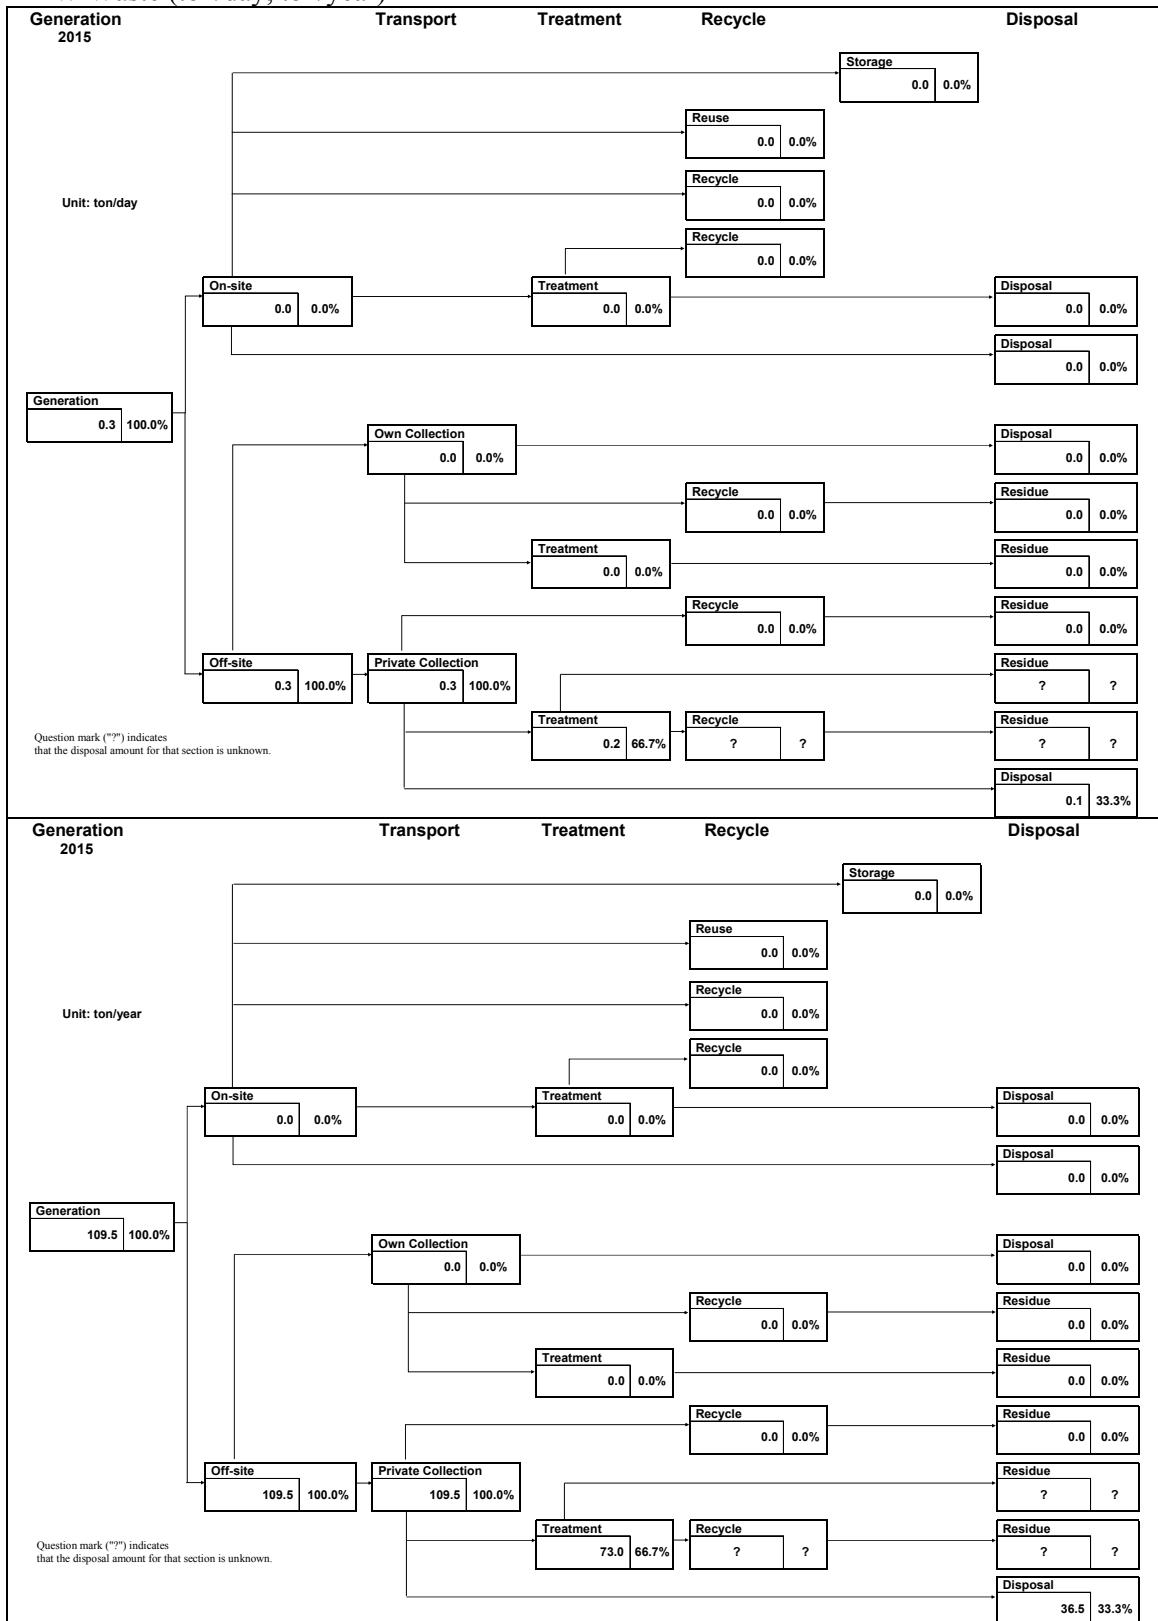 Generation Transport Treatment Recycle Disposal
2015
Storage
0.0 0.0%
Reuse
0.0 0.0%
Recycle
0.0 0.0%
Unit: ton/day
Recycle
0.0 0.0%
On-site Treatment Disposal
0.0 0.0% 0.0 0.0% 0.0 0.0%
Disposal
0.0 0.0%
Generation
0.3 100.0%
Own Collection Disposal
0.0 0.0% 0.0 0.0%
Recycle Residue
0.0 0.0% 0.0 0.0%
Treatment Residue
0.0 0.0% 0.0 0.0%
Recycle Residue
0.0 0.0% 0.0 0.0%
Off-site Private Collection Residue
0.3 100.0% 0.3 100.0% ? ?
Treatment Recycle Residue
0.2 66.7% ? ? ? ?
Question mark ("?") indicates
that the disposal amount for that section is unknown.
Disposal
0.1 33.3%
Generation Transport Treatment Recycle Disposal
2015
Storage
0.0 0.0%
Reuse
0.0 0.0%
Recycle
0.0 0.0%
Unit: ton/year
Recycle
0.0 0.0%
On-site Treatment Disposal
0.0 0.0% 0.0 0.0% 0.0 0.0%
Disposal
0.0 0.0%
Generation
109.5 100.0%
Own Collection Disposal
0.0 0.0% 0.0 0.0%
Recycle Residue
0.0 0.0% 0.0 0.0%
Treatment Residue
0.0 0.0% 0.0 0.0%
Recycle Residue
0.0 0.0% 0.0 0.0%
Off-site Private Collection Residue
109.5 100.0% 109.5 100.0% ? ?
Treatment Recycle Residue
73.0 66.7% ? ? ? ?
Question mark ("?") indicates
that the disposal amount for that section is unknown.
Disposal
36.5 33.3%